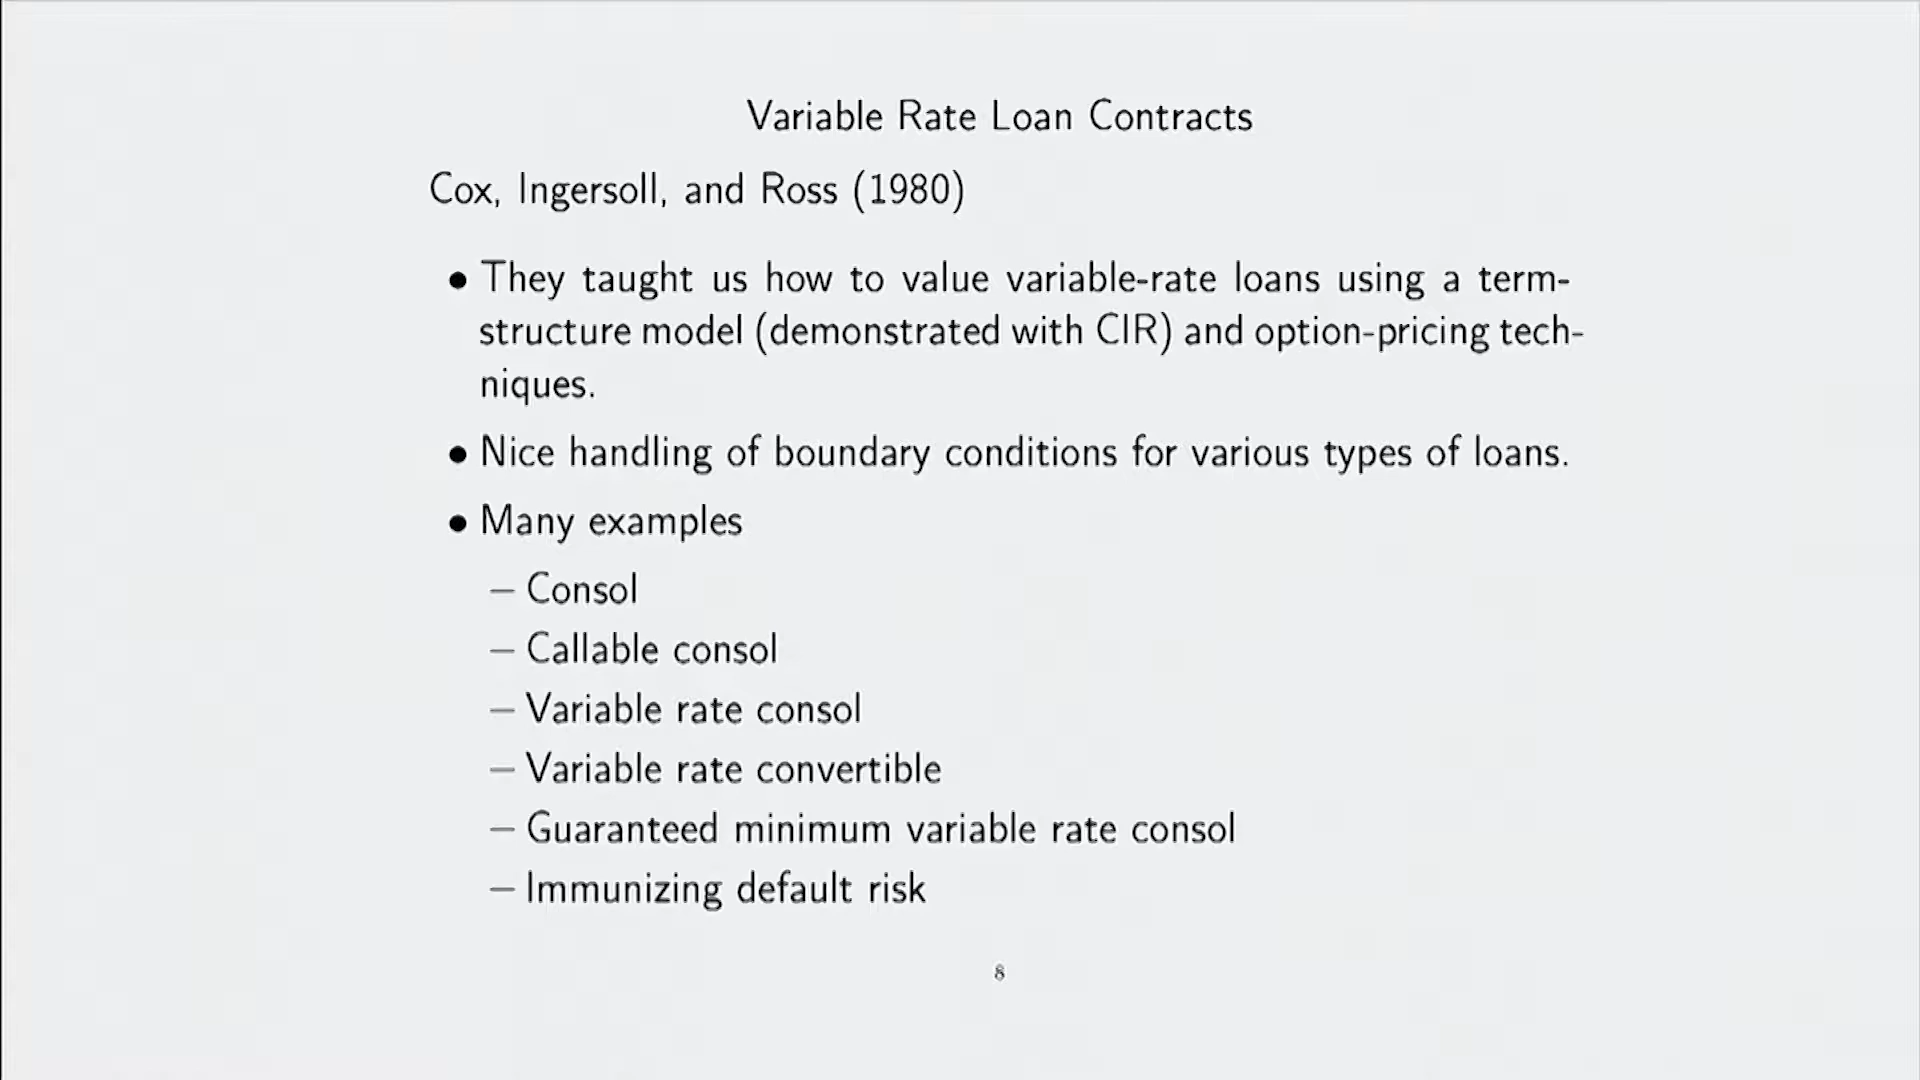 Variable Rate Loan Contracts
Cox, Ingersoll, and Ross (1980)
• They taught us how to value variable-rate loans using a term-
structure model (demonstrated with CIR) and option-pricing tech-
niques.
• Nice handling of boundary conditions for various types of loans.
• Many examples
– Consol
– Callable consol
– Variable rate consol
– Variable rate convertible
– Guaranteed minimum variable rate consol
– Immunizing default risk
8